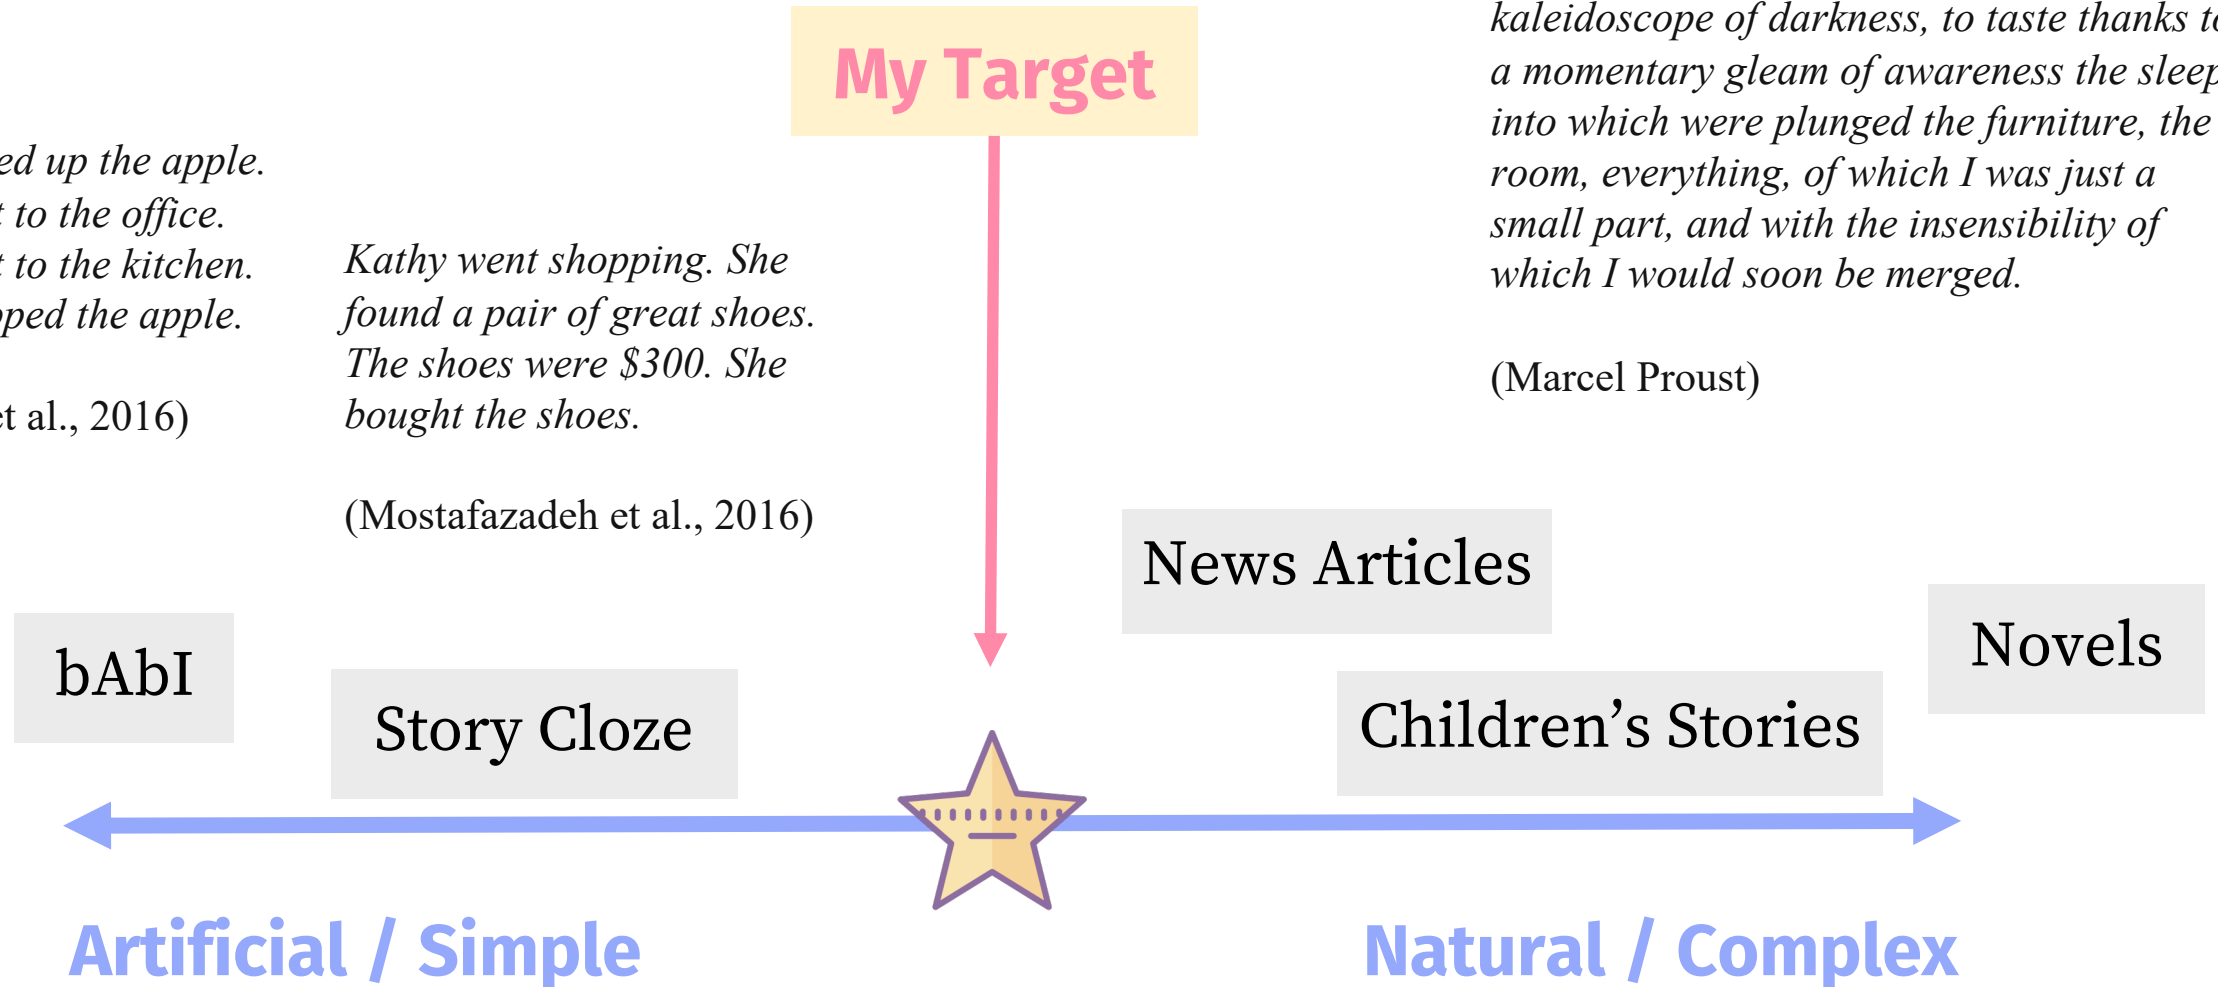 My Target
ed up the apple.
to the office.
to the kitchen.
pped the apple.
et al., 2016)
Kathy went shopping. She
found a pair of great shoes.
The shoes were $300. She
bought the shoes.
(Mostafazadeh et al., 2016)
kaleidoscope of darkness, to taste thanks to
a momentary gleam of awareness the sleep
into which were plunged the furniture, the
room, everything, of which I was just a
small part, and with the insensibility of
which I would soon be merged.
(Marcel Proust)
bAbI
Story Cloze
News Articles
Children’s Stories
Novels
Artificial / Simple
Natural / Complex